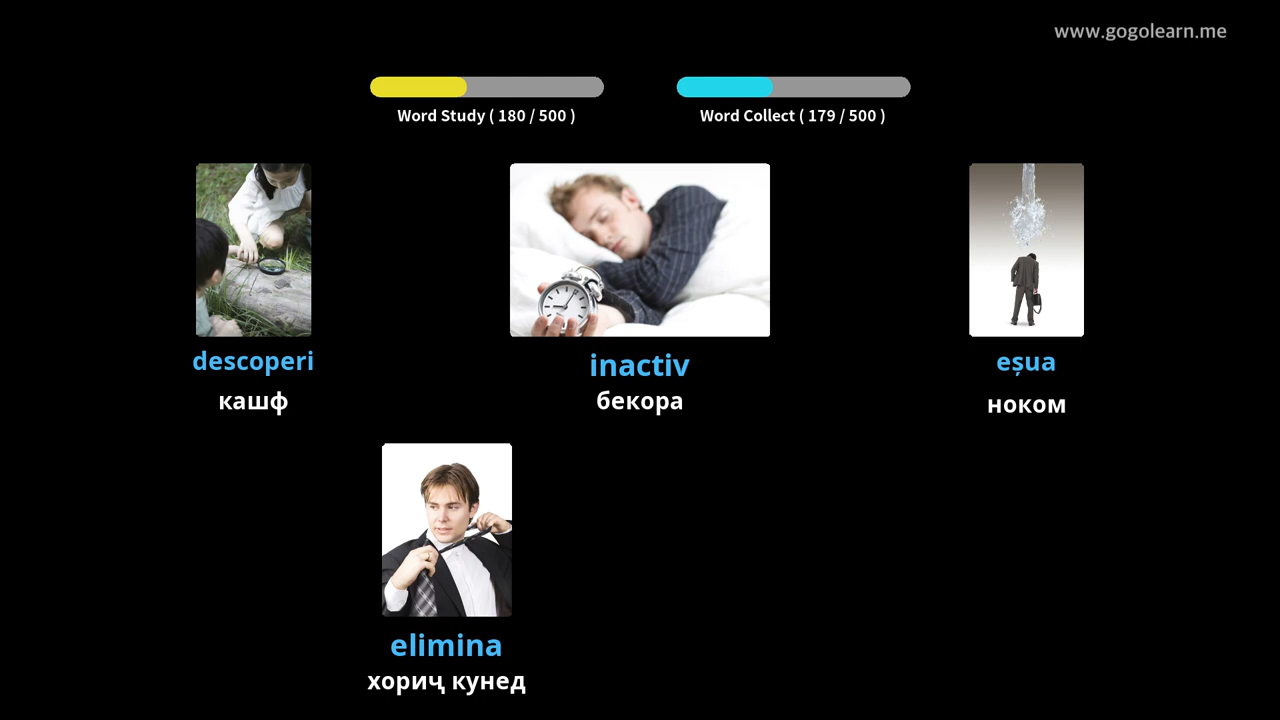 www.gogolearn.me
Word Study ( 180 / 500 )
Word Collect ( 179 / 500 )
descoperi
кашф
inactiv
бекора
eșua
ноком
elimina
хориҷ кунед